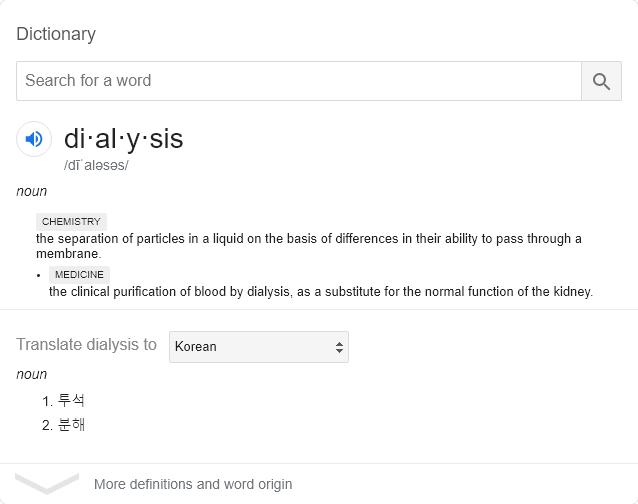 Dictionary
Search for a word
di·al·y·sis
/dīˈaləsəs/
noun
CHEMISTRY
the separation of particles in a liquid on the basis of differences in their ability to pass through a
membrane.
• MEDICINE
the clinical purification of blood by dialysis, as a substitute for the normal function of the kidney.
Translate dialysis to Korean
noun
1. 투석
2. 분해
More definitions and word origin